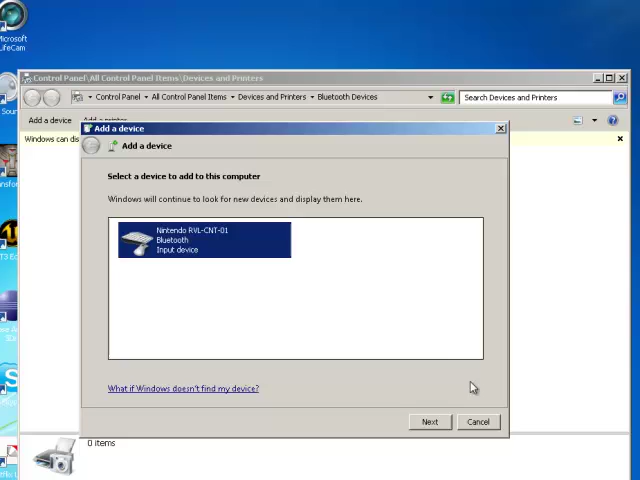 Microsoft
LifeCam
Control Panel\All Control Panel Items\Devices and Printers
Control Panel
All Control Panel Items
Devices and Printers
Bluetooth Devices
Search Devices and Printers
Add a device
Windows can
Add a device
Add a device
Select a device to add to this computer
Windows will continue to look for new devices and display them here.
Nintendo RVL-CNT-01
Bluetooth
Input device
What if Windows doesn't find my device?
Next
Cancel
0 items